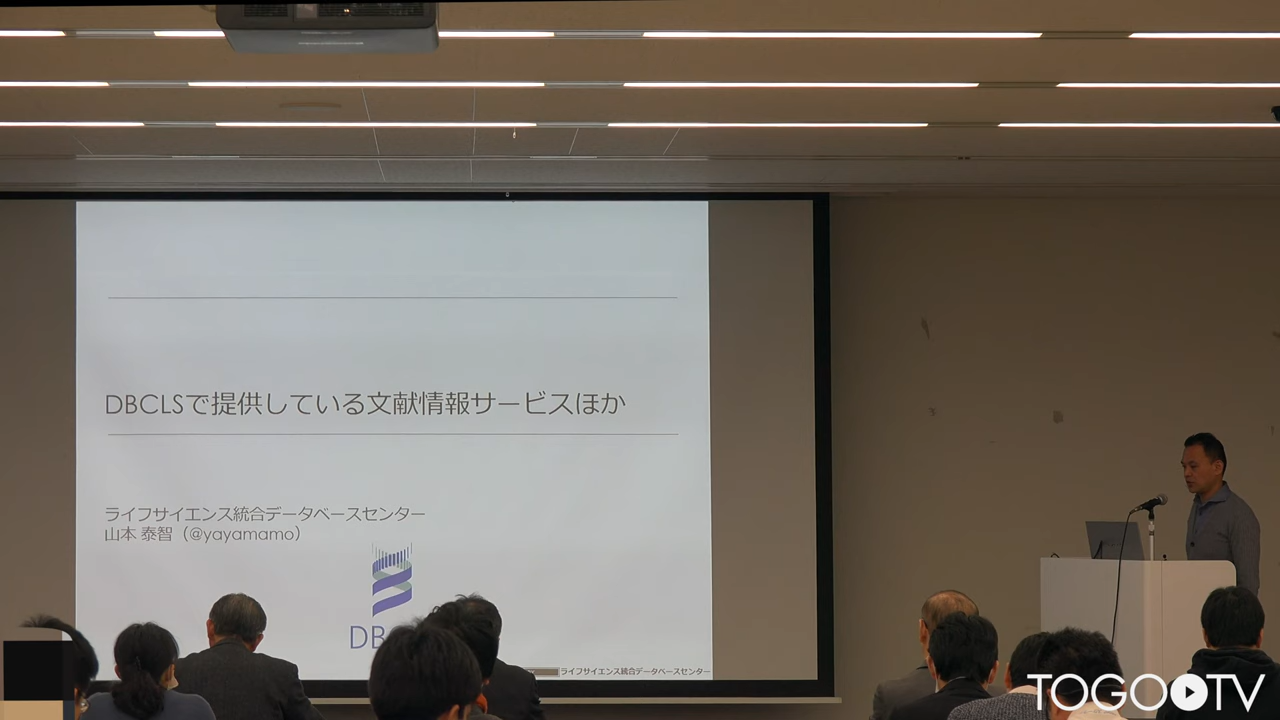 DBCLSで提供している文献情報サービスほか
ライフサイエンス統合データベースセンター
山本 泰智（@yayamamo）
DB
ライフサイエンス統合データベースセンター
TOGOTV